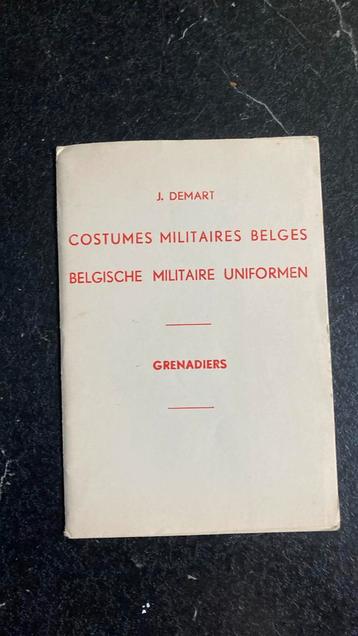 J. DEMART
COSTUMES MILITAIRES BELGES
BELGISCHE MILITAIRE UNIFORMEN
GRENADIERS